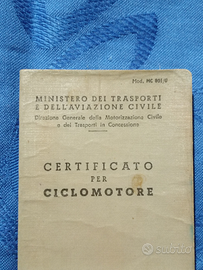 Mod. MC 801/G
MINISTERO DEI TRASPORTI
E DELL'AVIAZIONE CIVILE
Direzione Generale della Motorizzazione Civile
e dei Trasporti in Concessione
CERTIFICATO
PER
CICLOMOTORE
subito